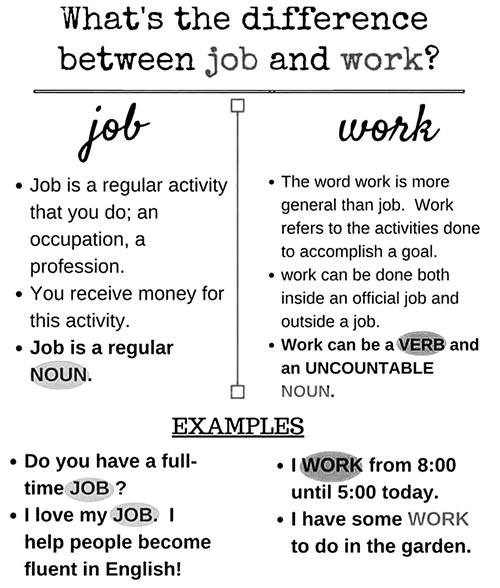 What's the difference
between job and work?
job
• Job is a regular activity
that you do; an
occupation, a
profession.
• You receive money for
this activity.
• Job is a regular
NOUN.
work
• The word work is more
general than job. Work
refers to the activities done
to accomplish a goal.
• work can be done both
inside an official job and
outside a job.
• Work can be a VERB and
an UNCOUNTABLE
NOUN.
EXAMPLES
• Do you have a full-
time JOB ?
• I love my JOB. I
help people become
fluent in English!
• I WORK from 8:00
until 5:00 today.
• I have some WORK
to do in the garden.